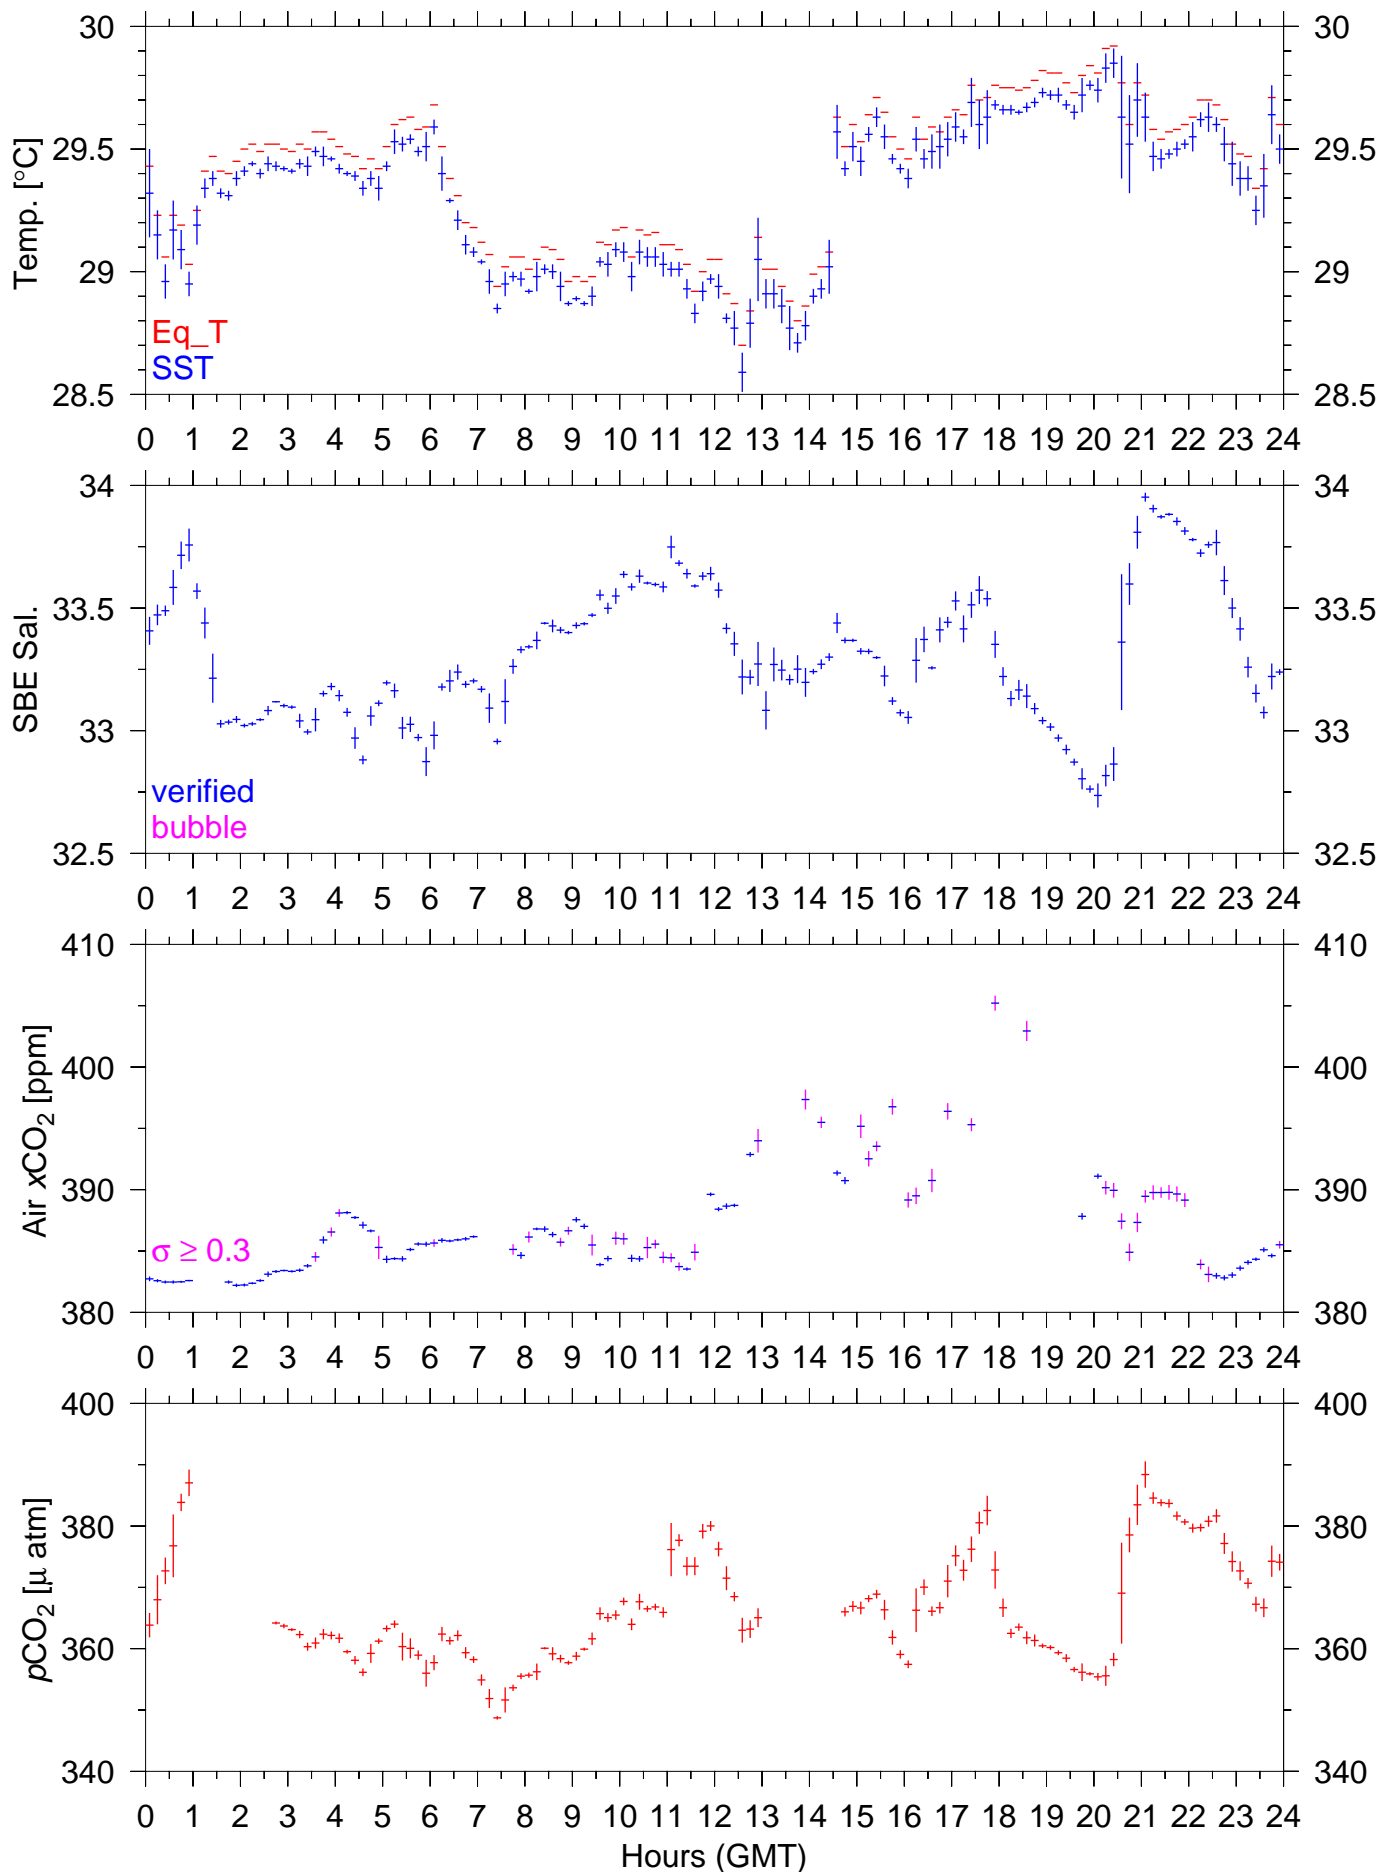 30 30
29.5 29.5
29 29
28.5 28.5
Temp. [°C]
Eq_T
SST
0 1 2 3 4 5 6 7 8 9 10 11 12 13 14 15 16 17 18 19 20 21 22 23 24
34 34
33.5 33.5
33 33
32.5 32.5
SBE Sal.
verified
bubble
0 1 2 3 4 5 6 7 8 9 10 11 12 13 14 15 16 17 18 19 20 21 22 23 24
410 410
400 400
390 390
380 380
Air xCO₂ [ppm]
σ ≥ 0.3
0 1 2 3 4 5 6 7 8 9 10 11 12 13 14 15 16 17 18 19 20 21 22 23 24
400 400
380 380
360 360
340 340
pCO₂ [μ atm]
0 1 2 3 4 5 6 7 8 9 10 11 12 13 14 15 16 17 18 19 20 21 22 23 24
Hours (GMT)